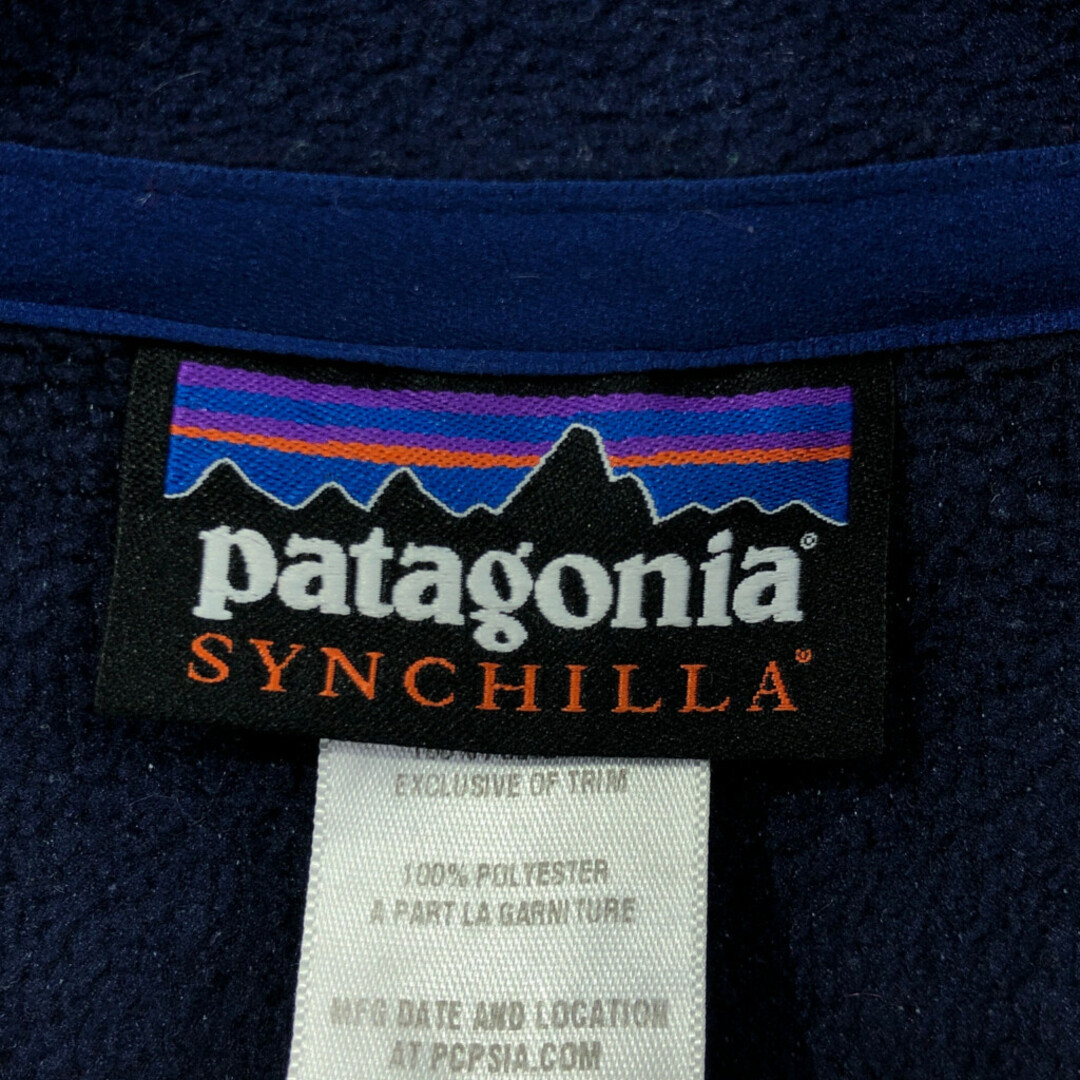 patagonia®
SYNCHILLA®
EXCLUSIVE OF TRIM
100% POLYESTER
A PART LA GARNITURE
MFG DATE AND LOCATION
AT PCPSIA.COM